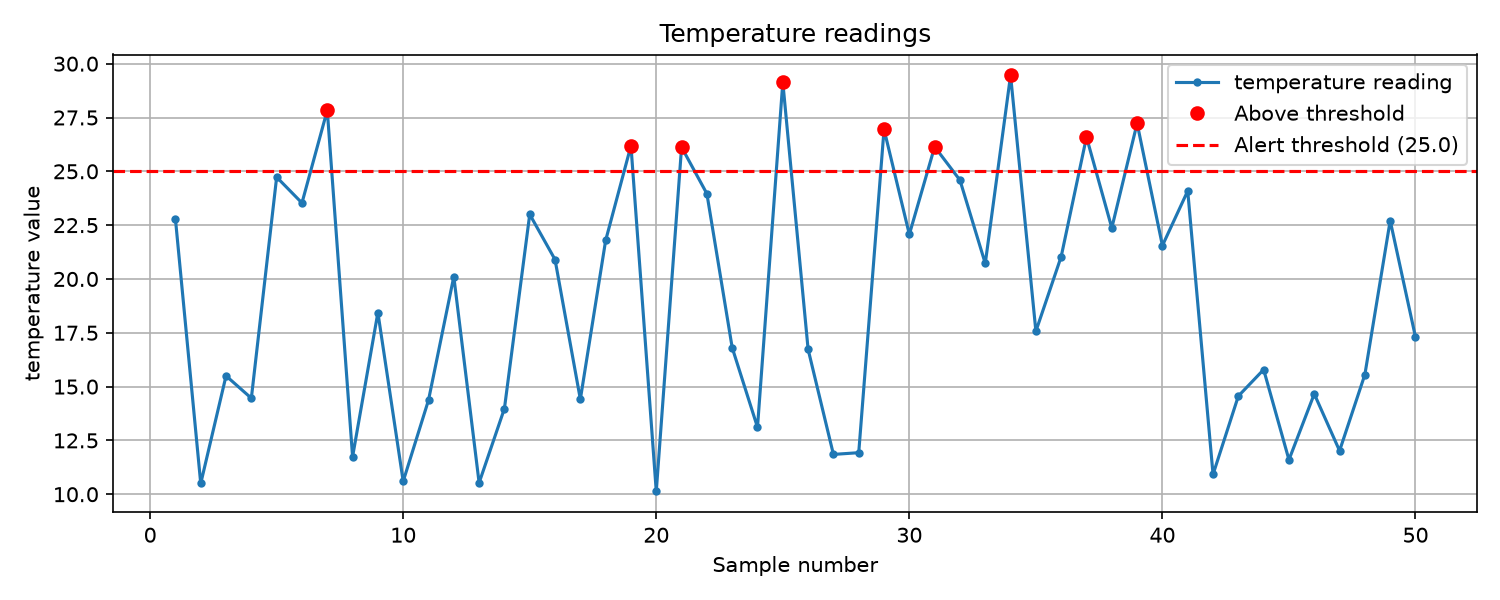 Temperature readings
temperature value
30.0
27.5
25.0
22.5
20.0
17.5
15.0
12.5
10.0
temperature reading
Above threshold
Alert threshold (25.0)
0 10 20 30 40 50
Sample number